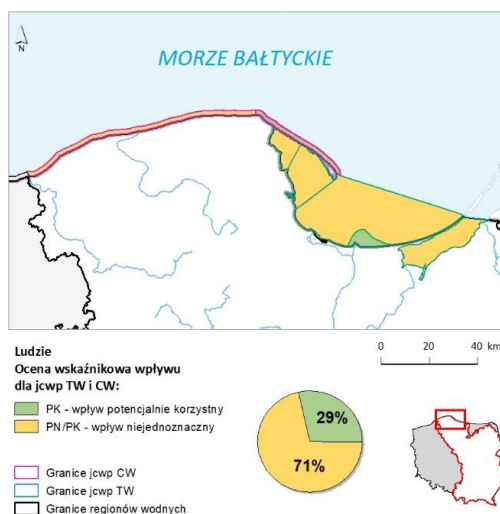 MORZE BAŁTYCKIE
N
Ludzie
Ocena wskaźnikowa wpływu
dla jcwp TW i CW:
PK - wpływ potencjalnie korzystny
PN/PK - wpływ niejednoznaczny
Granice jcwp CW
Granice jcwp TW
Granice regionów wodnych
0 20 40 km
29%
71%